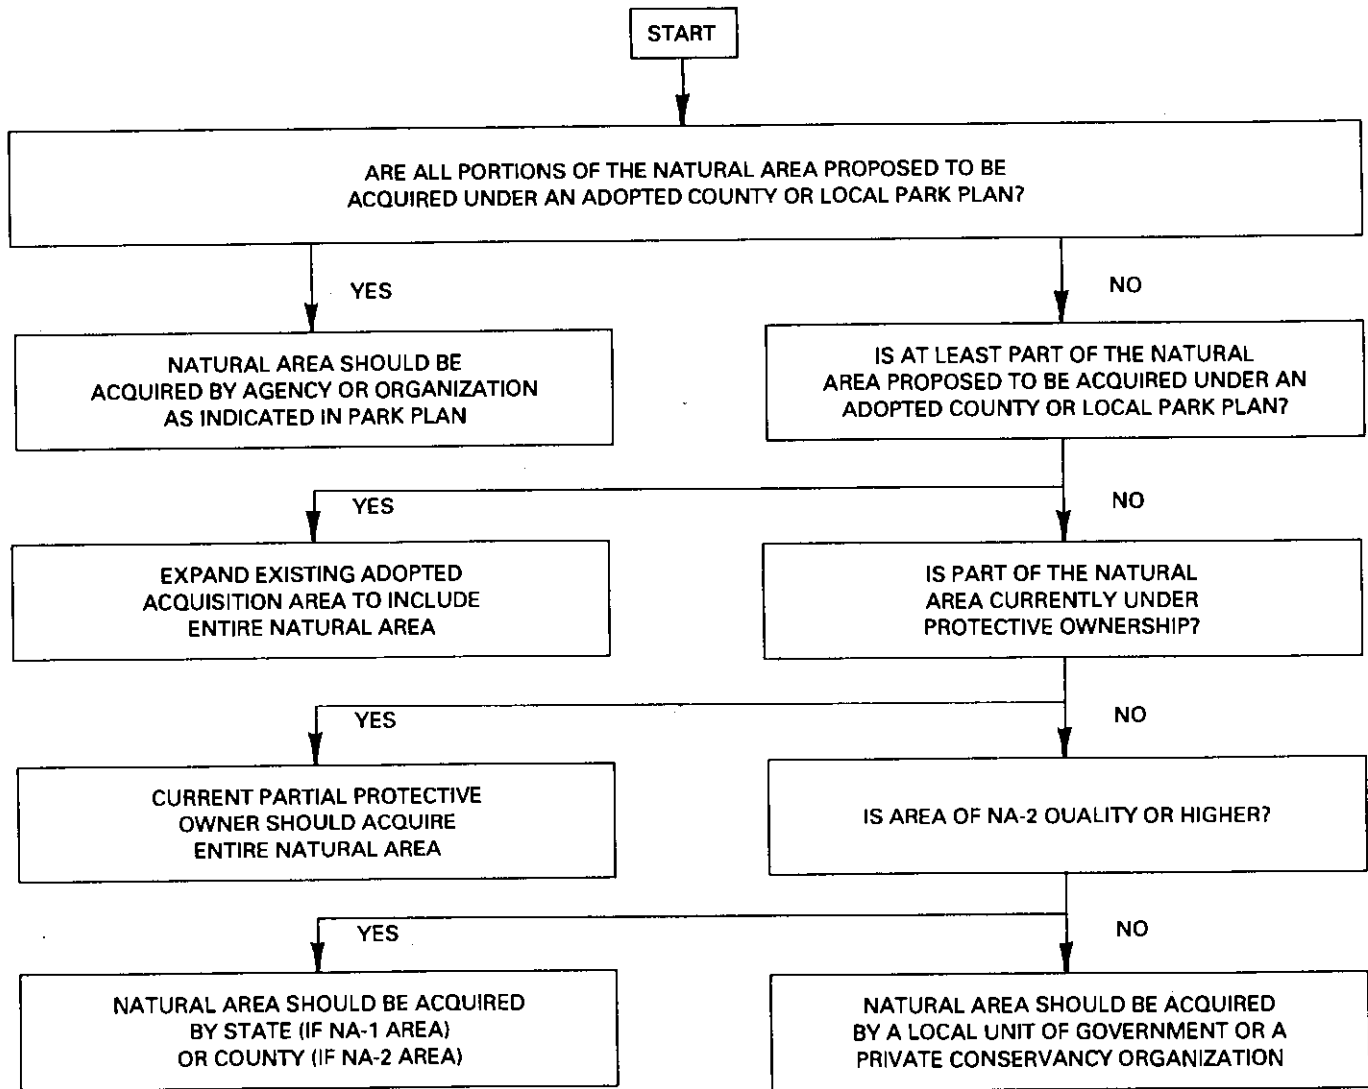 START
ARE ALL PORTIONS OF THE NATURAL AREA PROPOSED TO BE
ACQUIRED UNDER AN ADOPTED COUNTY OR LOCAL PARK PLAN?
YES
NO
NATURAL AREA SHOULD BE
ACQUIRED BY AGENCY OR ORGANIZATION
AS INDICATED IN PARK PLAN
IS AT LEAST PART OF THE NATURAL
AREA PROPOSED TO BE ACQUIRED UNDER AN
ADOPTED COUNTY OR LOCAL PARK PLAN?
YES
NO
EXPAND EXISTING ADOPTED
ACQUISITION AREA TO INCLUDE
ENTIRE NATURAL AREA
IS PART OF THE NATURAL
AREA CURRENTLY UNDER
PROTECTIVE OWNERSHIP?
YES
NO
CURRENT PARTIAL PROTECTIVE
OWNER SHOULD ACQUIRE
ENTIRE NATURAL AREA
IS AREA OF NA-2 QUALITY OR HIGHER?
YES
NO
NATURAL AREA SHOULD BE ACQUIRED
BY STATE (IF NA-1 AREA)
OR COUNTY (IF NA-2 AREA)
NATURAL AREA SHOULD BE ACQUIRED
BY A LOCAL UNIT OF GOVERNMENT OR A
PRIVATE CONSERVANCY ORGANIZATION